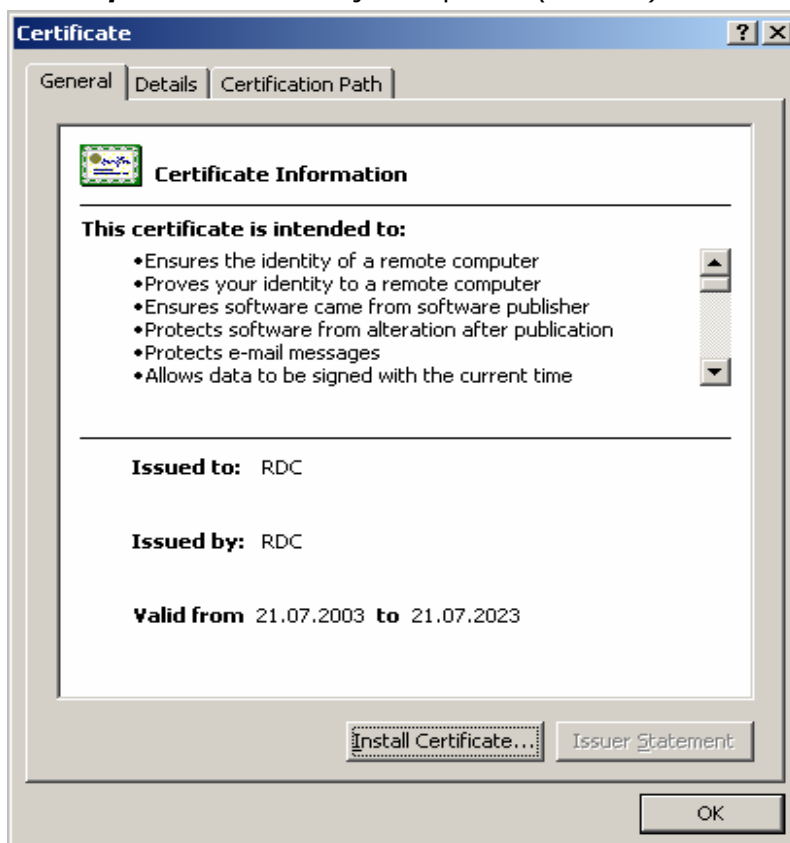 Certificate
General Details Certification Path
Certificate Information
This certificate is intended to:
•Ensures the identity of a remote computer
•Proves your identity to a remote computer
•Ensures software came from software publisher
•Protects software from alteration after publication
•Protects e-mail messages
•Allows data to be signed with the current time
Issued to: RDC
Issued by: RDC
Valid from 21.07.2003 to 21.07.2023
Install Certificate... Issuer Statement
OK